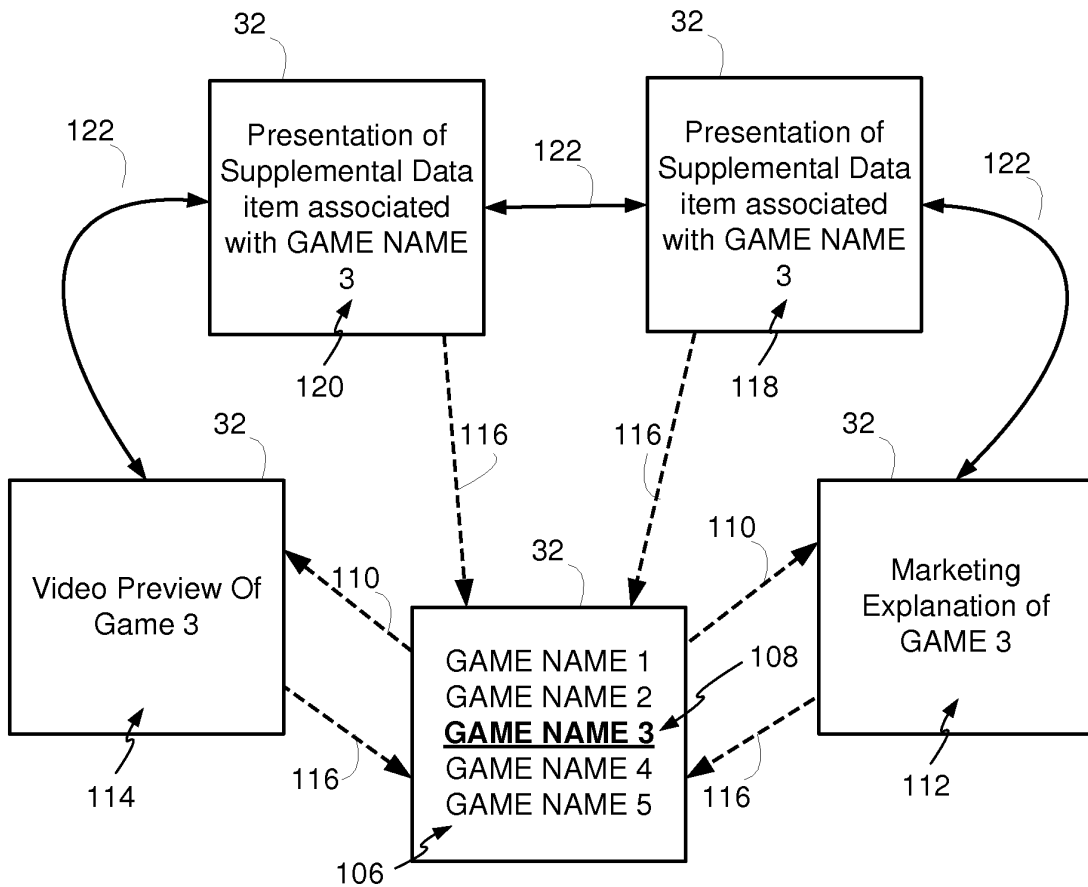 32
32
122
122
122
Presentation of
Supplemental Data
item associated
with GAME NAME
3
Presentation of
Supplemental Data
item associated
with GAME NAME
3
120
118
116
116
32
32
Video Preview Of
Game 3
114
110
110
116
116
32
GAME NAME 1
GAME NAME 2
GAME NAME 3
GAME NAME 4
GAME NAME 5
108
106
Marketing
Explanation of
GAME 3
112